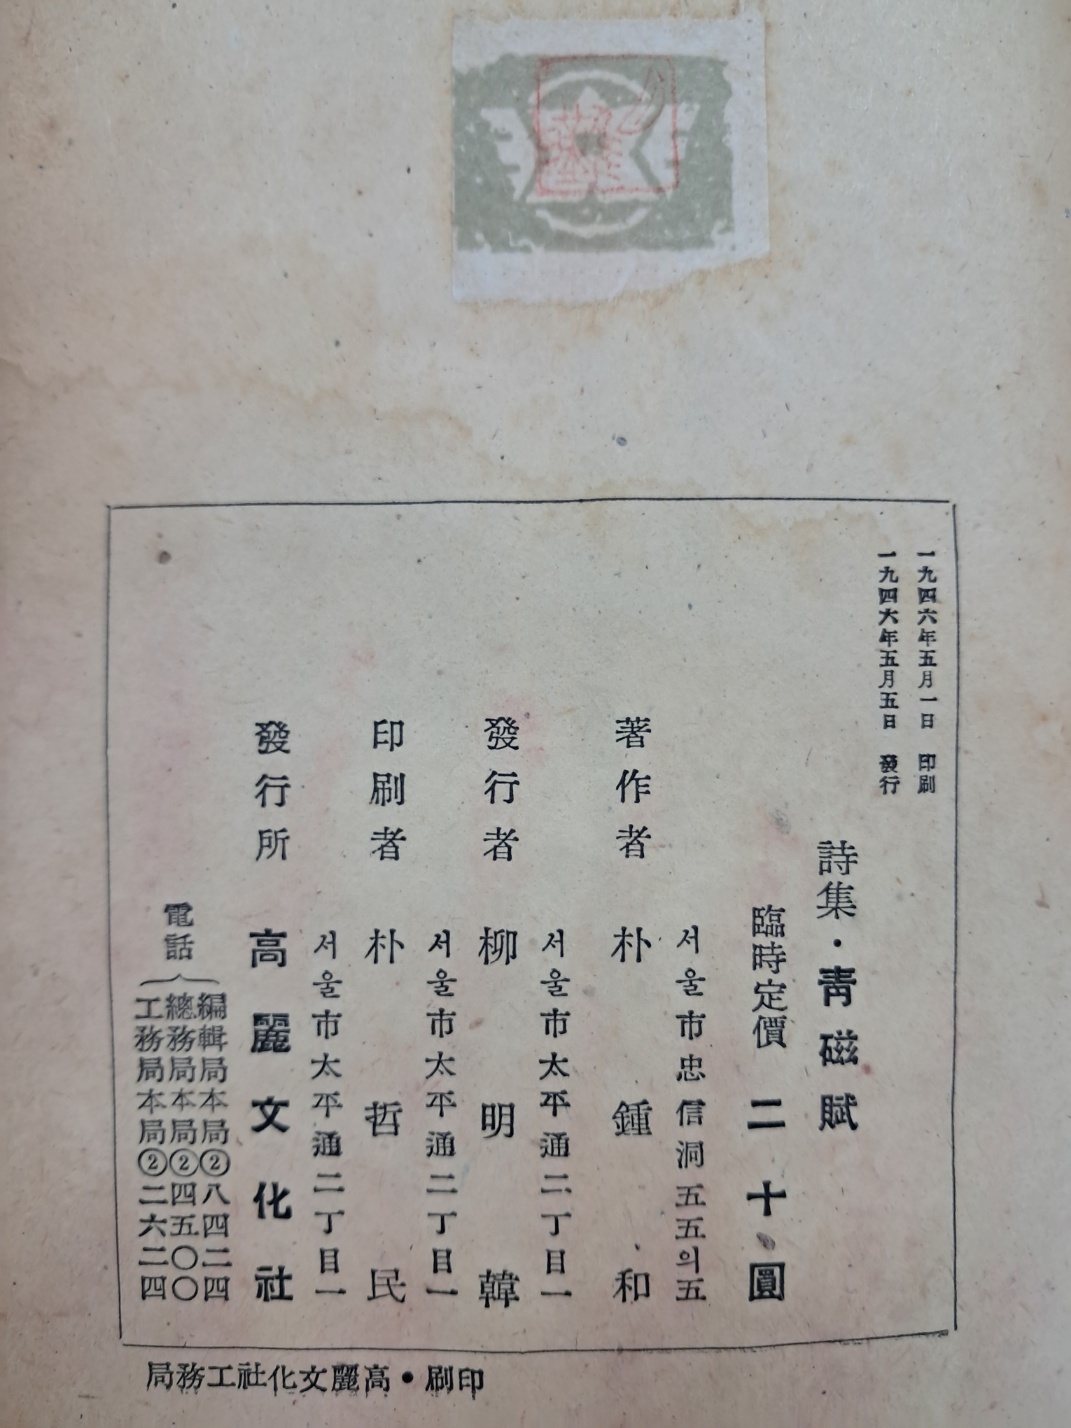 一九四六年五月一日 印刷
一九四六年五月五日 發行
詩集・靑磁賦
臨時定價 二十圓
서울市忠信洞五五의五
著作者 朴鍾和
서울市太平通二丁目一
發行者 柳明韓
서울市太平通二丁目一
印刷者 朴哲民
서울市太平通二丁目一
發行所 高麗文化社
電話
編輯局本局②八四二四
總務局本局②四五〇〇
工務局本局②二六二四
印刷・高麗文化社工務局